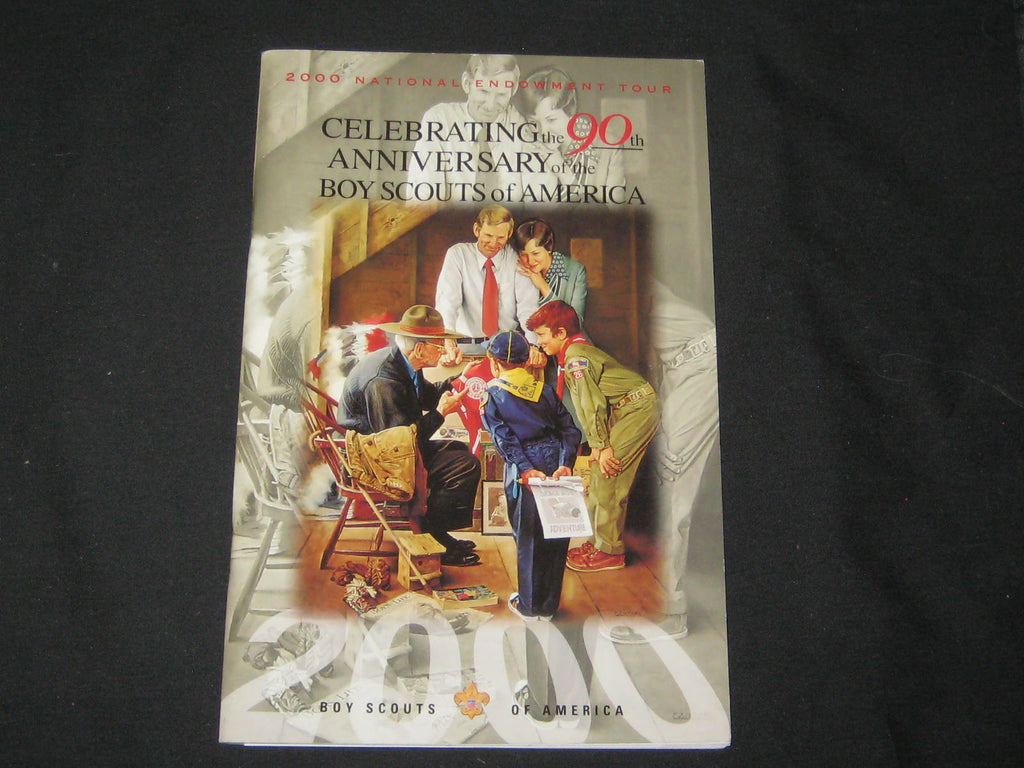 2000 NATIONAL ENDOWMENT TOUR
CELEBRATING the 90th
ANNIVERSARY of the
BOY SCOUTS of AMERICA
ADVENTURE
2000
BOY SCOUTS OF AMERICA